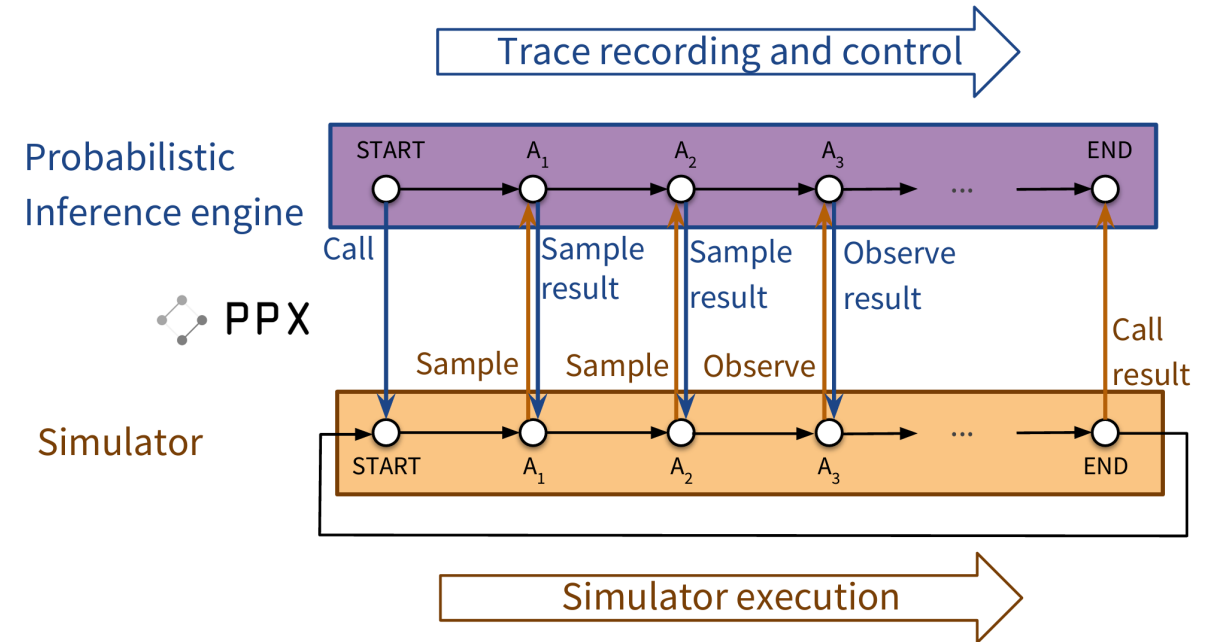 Trace recording and control
Probabilistic
Inference engine
START
A1
A2
A3
...
END
Call
Sample
result
Sample
result
Observe
result
PPX
Sample
Sample
Observe
Call
result
Simulator
START
A1
A2
A3
...
END
Simulator execution